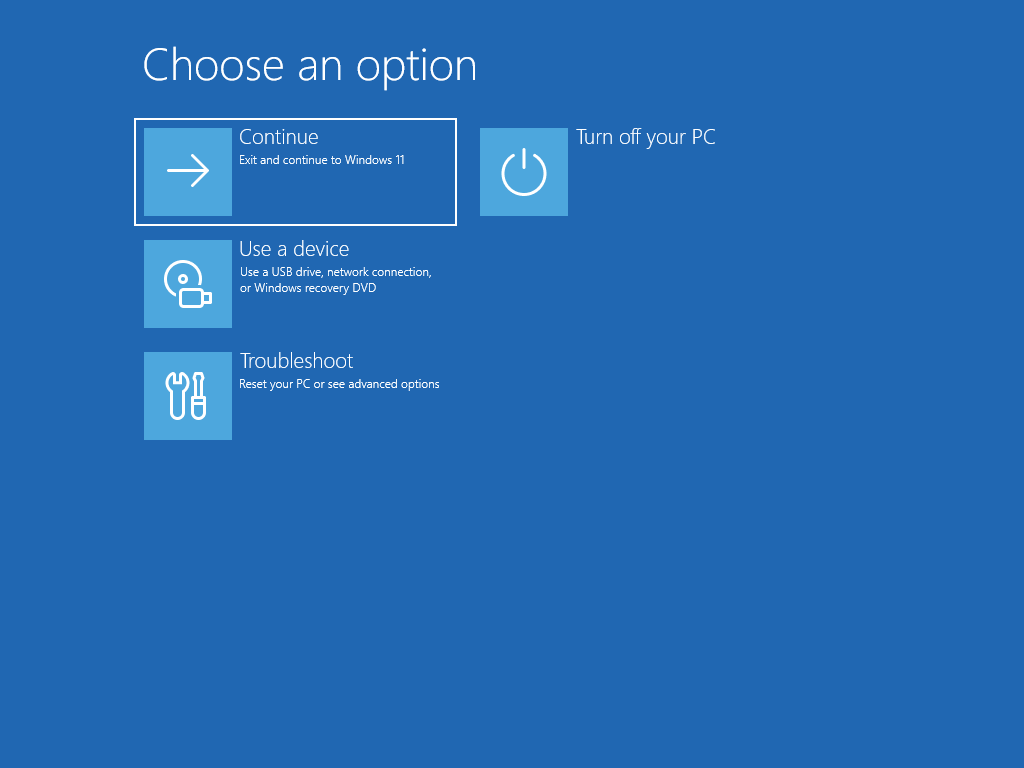 Choose an option
Continue
Exit and continue to Windows 11
Turn off your PC
Use a device
Use a USB drive, network connection,
or Windows recovery DVD
Troubleshoot
Reset your PC or see advanced options